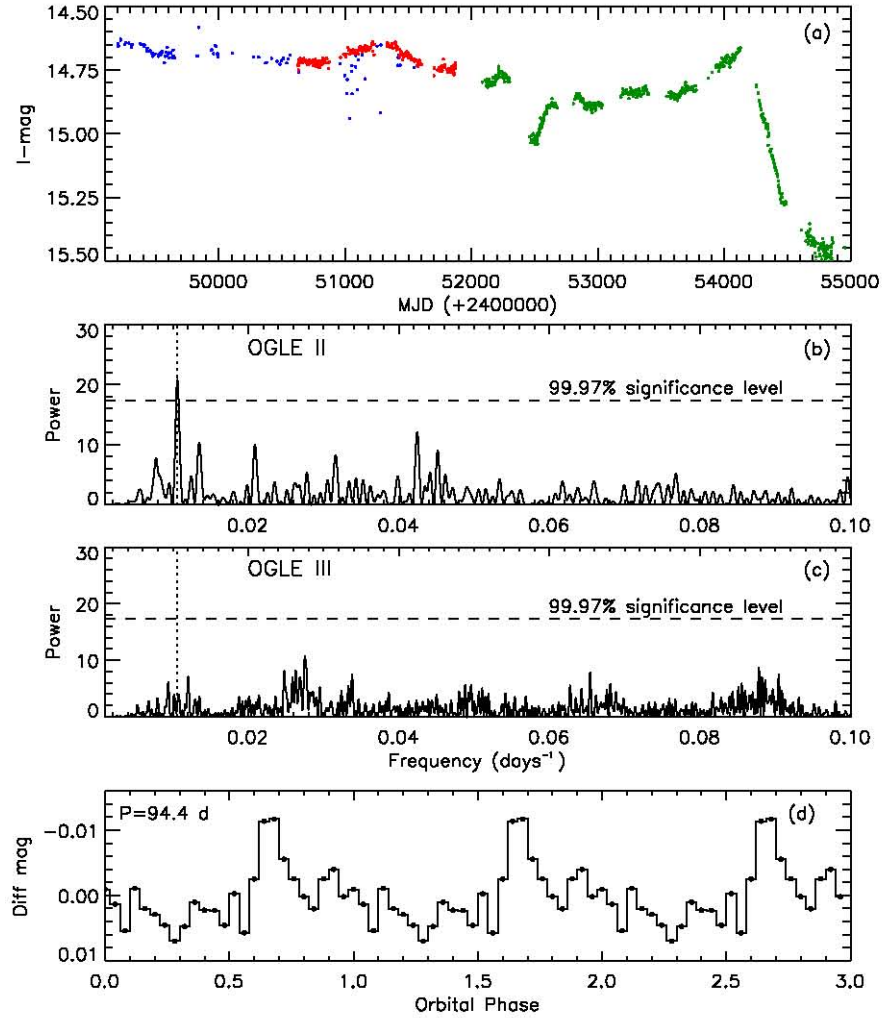 14.50
(a)
14.75
15.00
15.25
15.50
I-mag
50000 51000 52000 53000 54000 55000
MJD (+2400000)
30
OGLE II
(b)
99.97% significance level
20
10
0
Power
0.02 0.04 0.06 0.08 0.10
30
OGLE III
(c)
99.97% significance level
20
10
0
Power
0.02 0.04 0.06 0.08 0.10
Frequency (days⁻¹)
P=94.4 d
(d)
-0.01
0.00
0.01
Diff mag
0.0 0.5 1.0 1.5 2.0 2.5 3.0
Orbital Phase